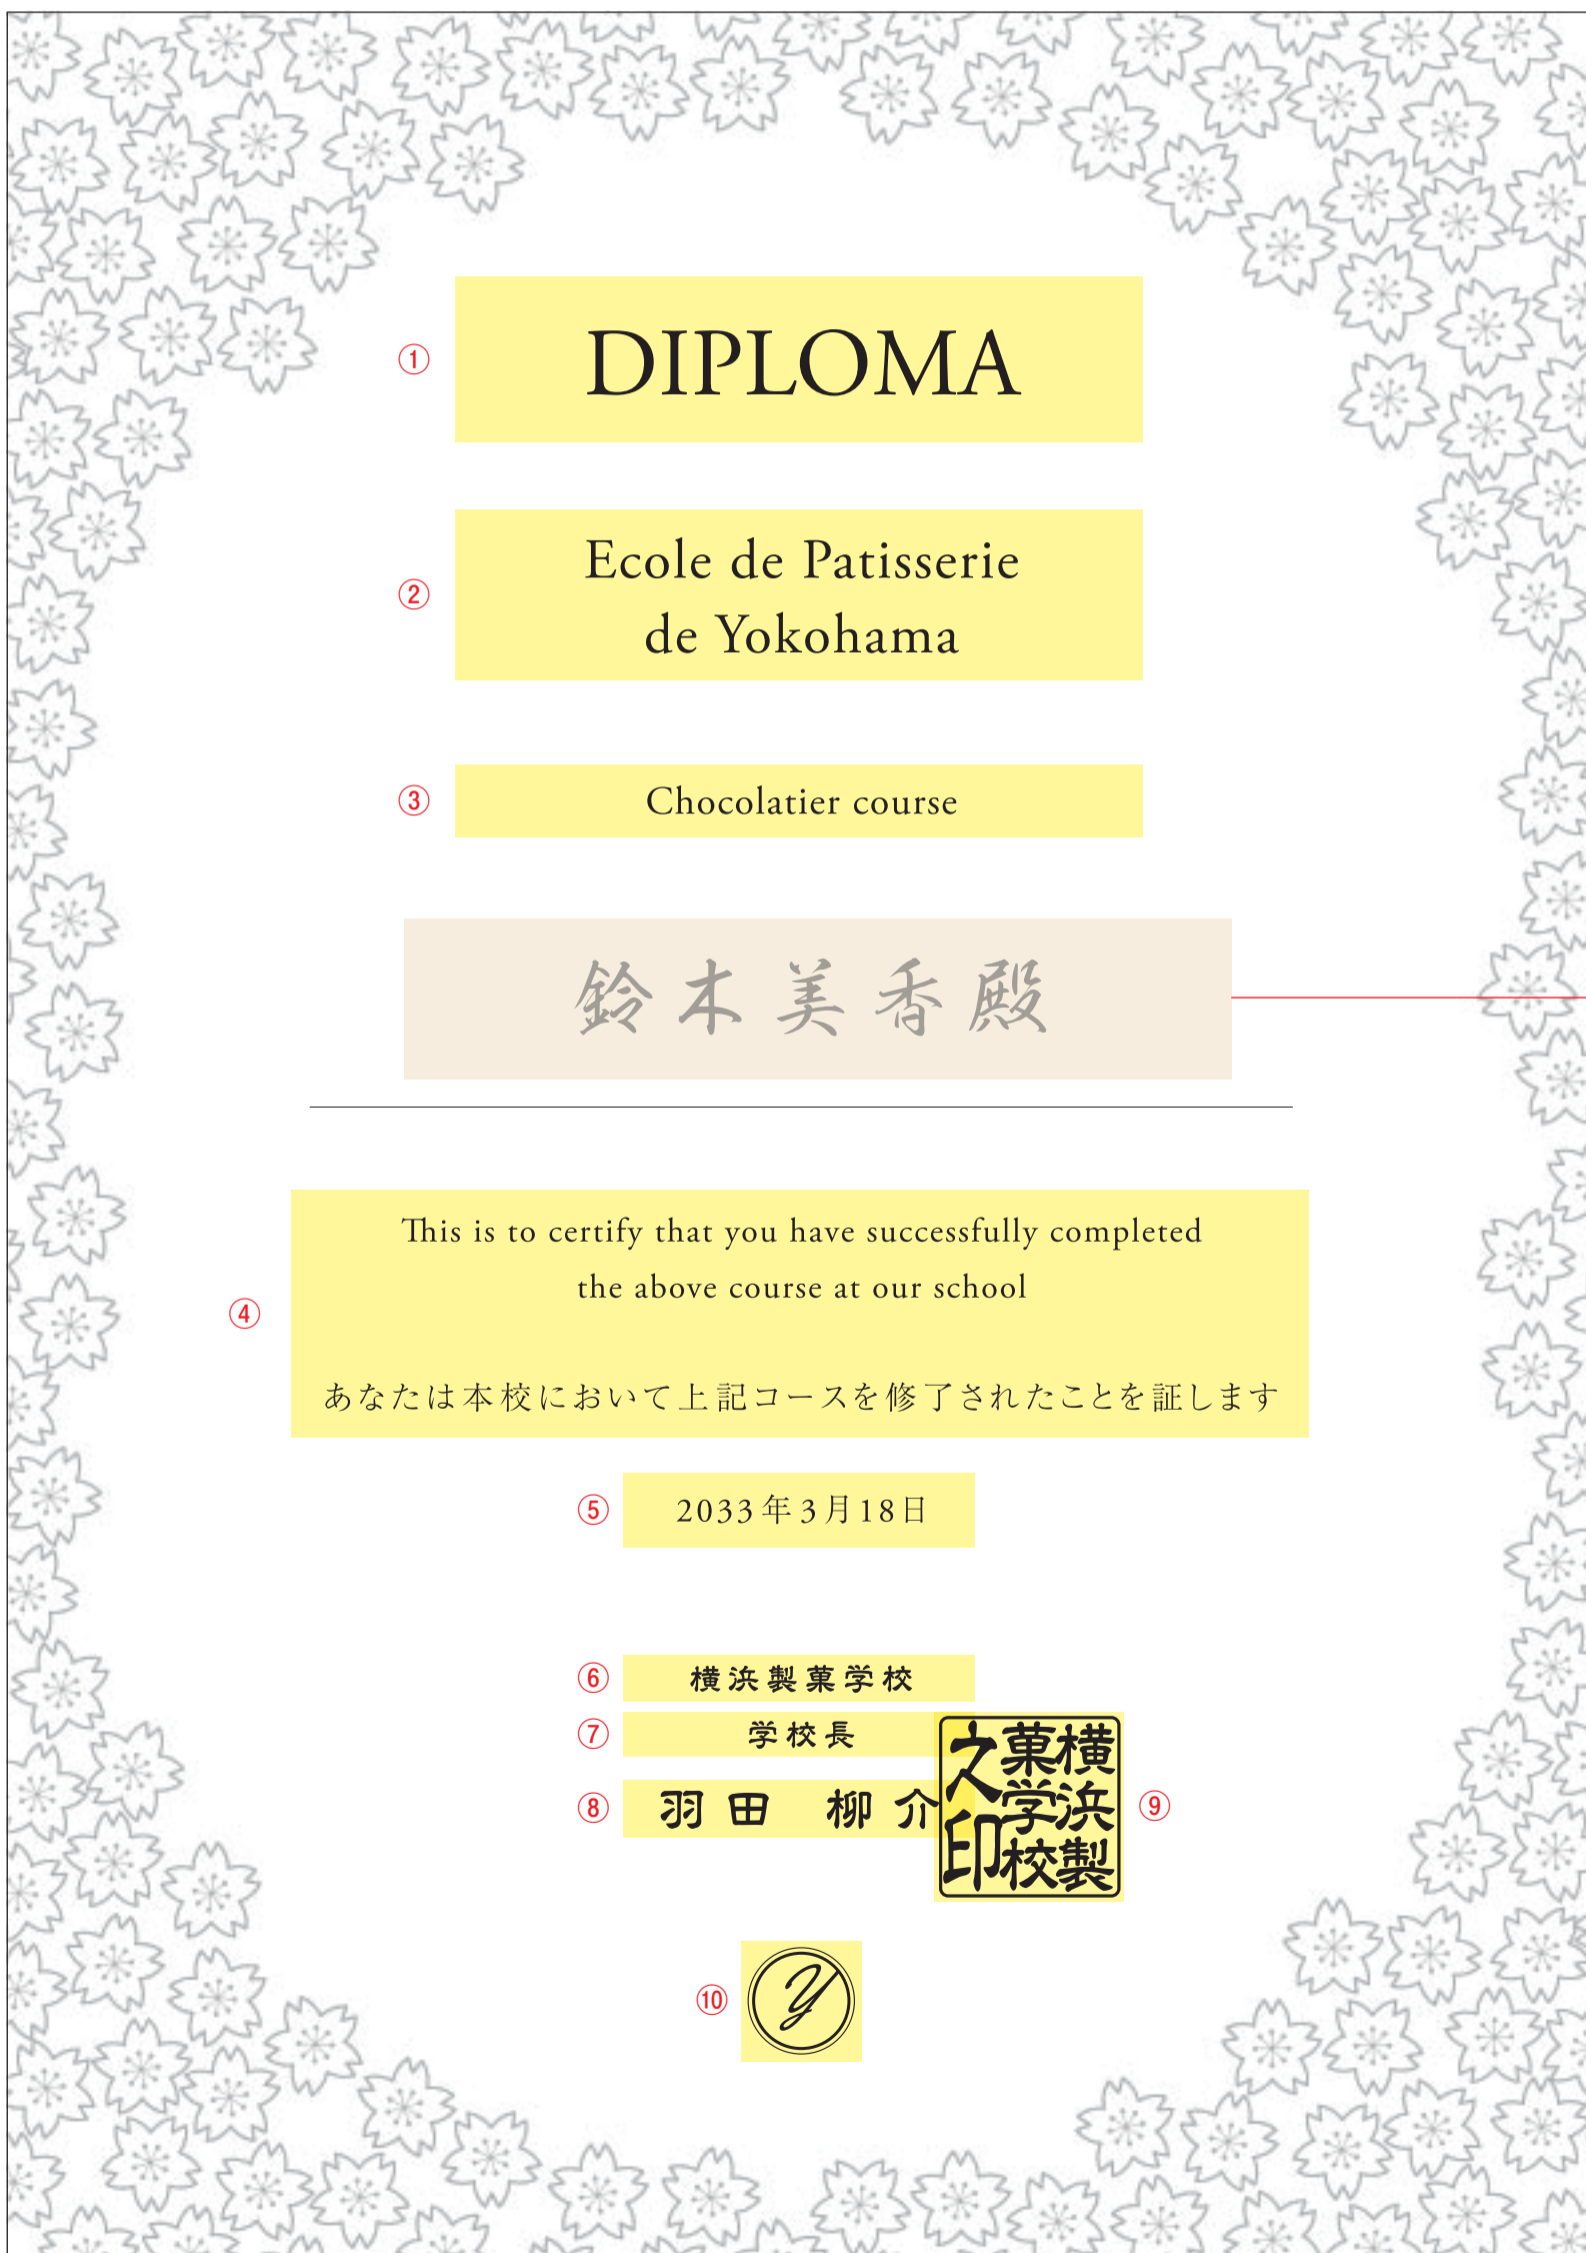 ① DIPLOMA
② Ecole de Patisserie
de Yokohama
③ Chocolatier course
鈴木美香殿
④ This is to certify that you have successfully completed
the above course at our school
あなたは本校において上記コースを修了されたことを証します
⑤ 2033年3月18日
⑥ 横浜製菓学校
⑦ 学校長
⑧ 羽田 柳介
⑨ 横浜製
菓学校
之印
⑩ Y